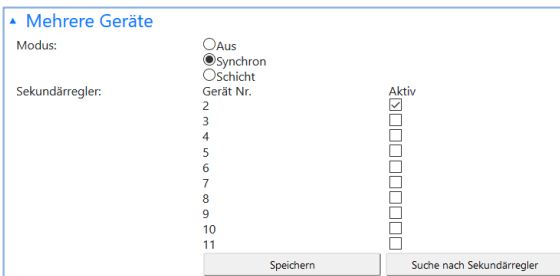 Mehrere Geräte
Modus:
Aus
Synchron
Schicht
Sekundärregler: Gerät Nr. Aktiv
2
3
4
5
6
7
8
9
10
11
Speichern Suche nach Sekundärregler